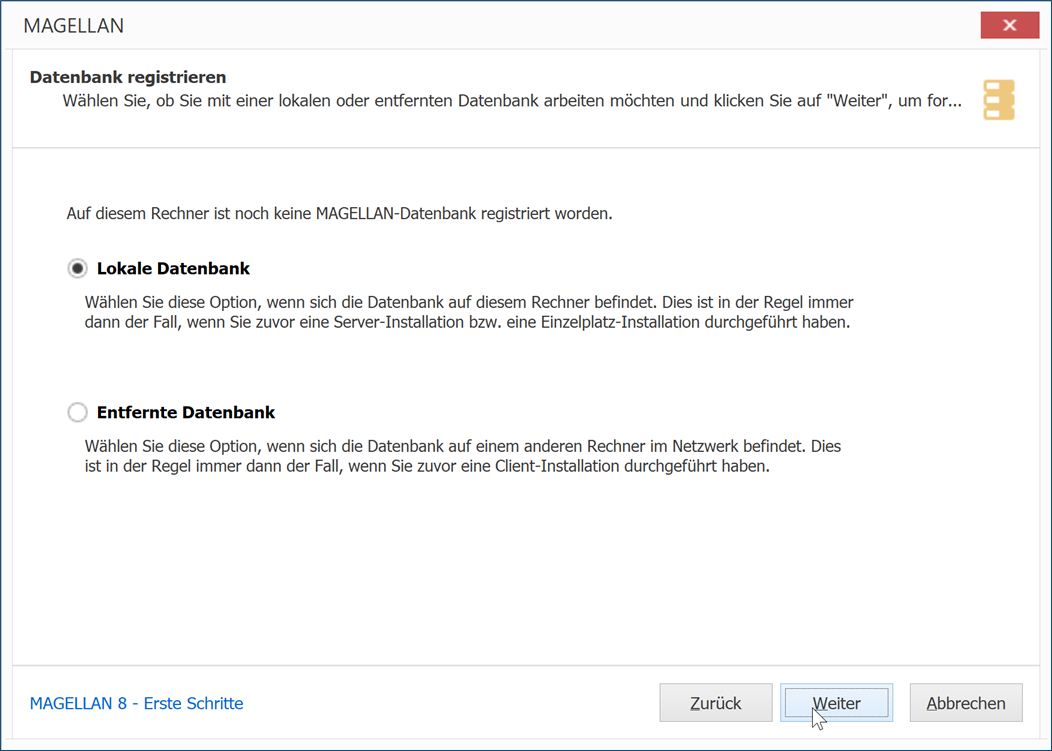 MAGELLAN
Datenbank registrieren
Wählen Sie, ob Sie mit einer lokalen oder entfernten Datenbank arbeiten möchten und klicken Sie auf "Weiter", um for...
Auf diesem Rechner ist noch keine MAGELLAN-Datenbank registriert worden.
Lokale Datenbank
Wählen Sie diese Option, wenn sich die Datenbank auf diesem Rechner befindet. Dies ist in der Regel immer
dann der Fall, wenn Sie zuvor eine Server-Installation bzw. eine Einzelplatz-Installation durchgeführt haben.
Entfernte Datenbank
Wählen Sie diese Option, wenn sich die Datenbank auf einem anderen Rechner im Netzwerk befindet. Dies
ist in der Regel immer dann der Fall, wenn Sie zuvor eine Client-Installation durchgeführt haben.
MAGELLAN 8 - Erste Schritte
Zurück
Weiter
Abbrechen